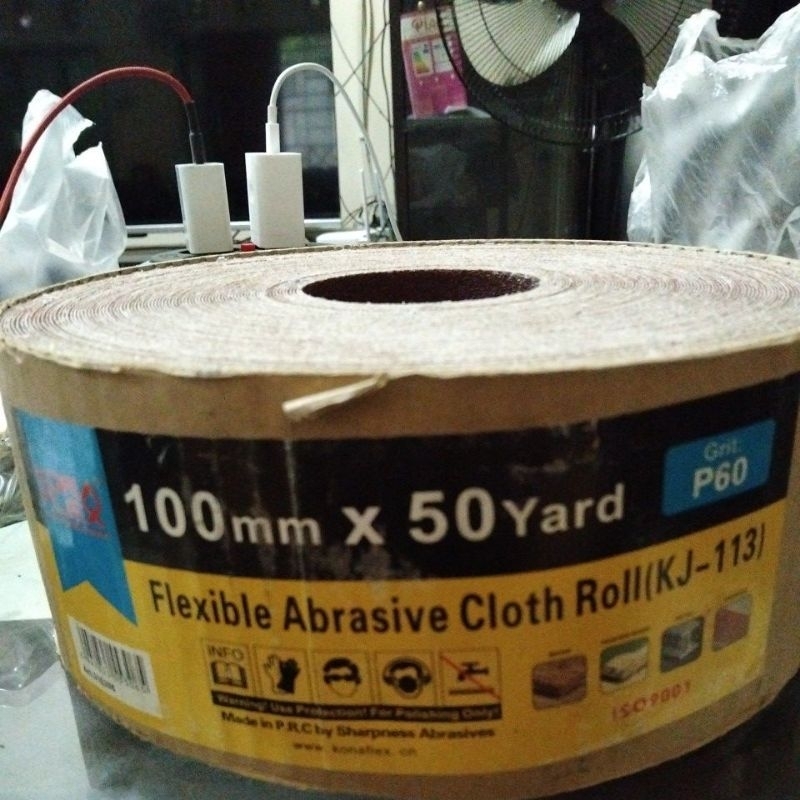 Grit:
P60
100mm x 50Yard
Flexible Abrasive Cloth Roll(KJ-113)
INFO
Warning! Use Protection! For Polishing Only!
Made in P.R.C by Sharpness Abrasives
www.konaflex.cn
ISO9001